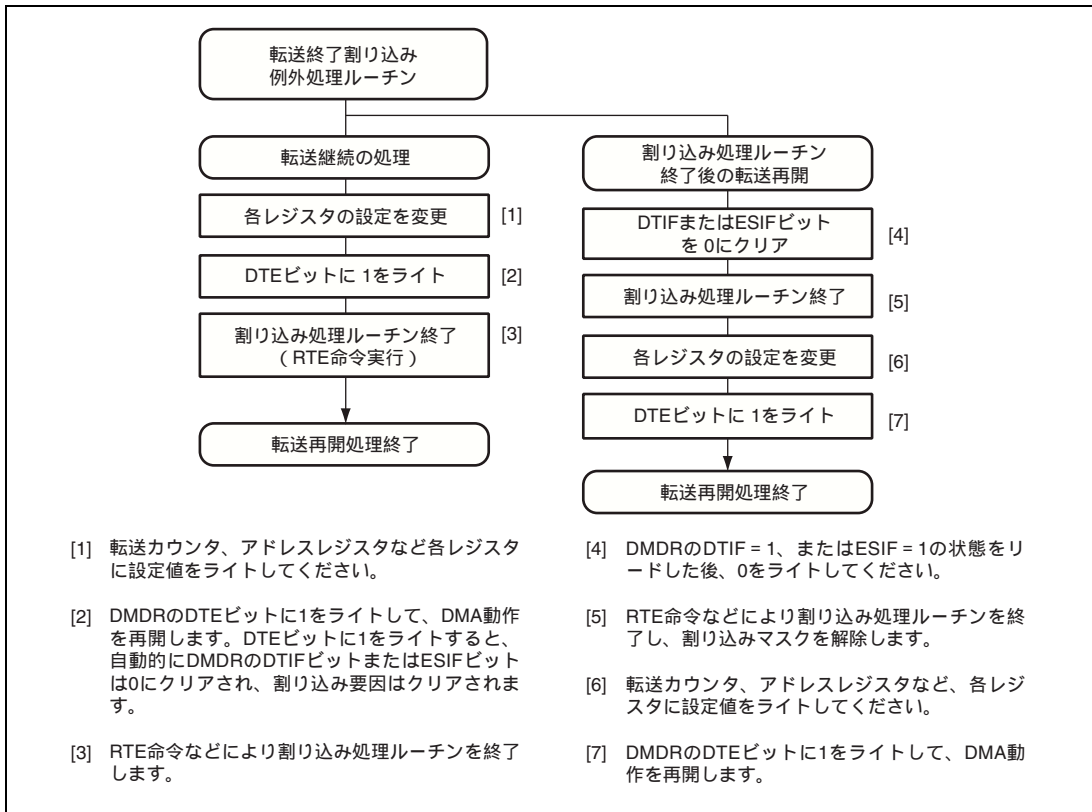 転送終了割り込み
例外処理ルーチン
転送継続の処理
各レジスタの設定を変更 [1]
DTEビットに 1をライト [2]
割り込み処理ルーチン終了 [3]
( RTE命令実行 )
転送再開処理終了
割り込み処理ルーチン
終了後の転送再開
DTIFまたはESIFビット
を 0にクリア [4]
割り込み処理ルーチン終了 [5]
各レジスタの設定を変更 [6]
DTEビットに 1をライト [7]
転送再開処理終了
[1] 転送カウンタ、アドレスレジスタなど各レジスタ
に設定値をライトしてください。
[2] DMDRのDTEビットに1をライトして、DMA動作
を再開します。DTEビットに1をライトすると、
自動的にDMDRのDTIFビットまたはESIFビット
は0にクリアされ、割り込み要因はクリアされま
す。
[3] RTE命令などにより割り込み処理ルーチンを終了
します。
[4] DMDRのDTIF = 1、またはESIF = 1の状態をリ
ードした後、0をライトしてください。
[5] RTE命令などにより割り込み処理ルーチンを終
了し、割り込みマスクを解除します。
[6] 転送カウンタ、アドレスレジスタなど、各レジ
スタに設定値をライトしてください。
[7] DMDRのDTEビットに1をライトして、DMA動
作を再開します。